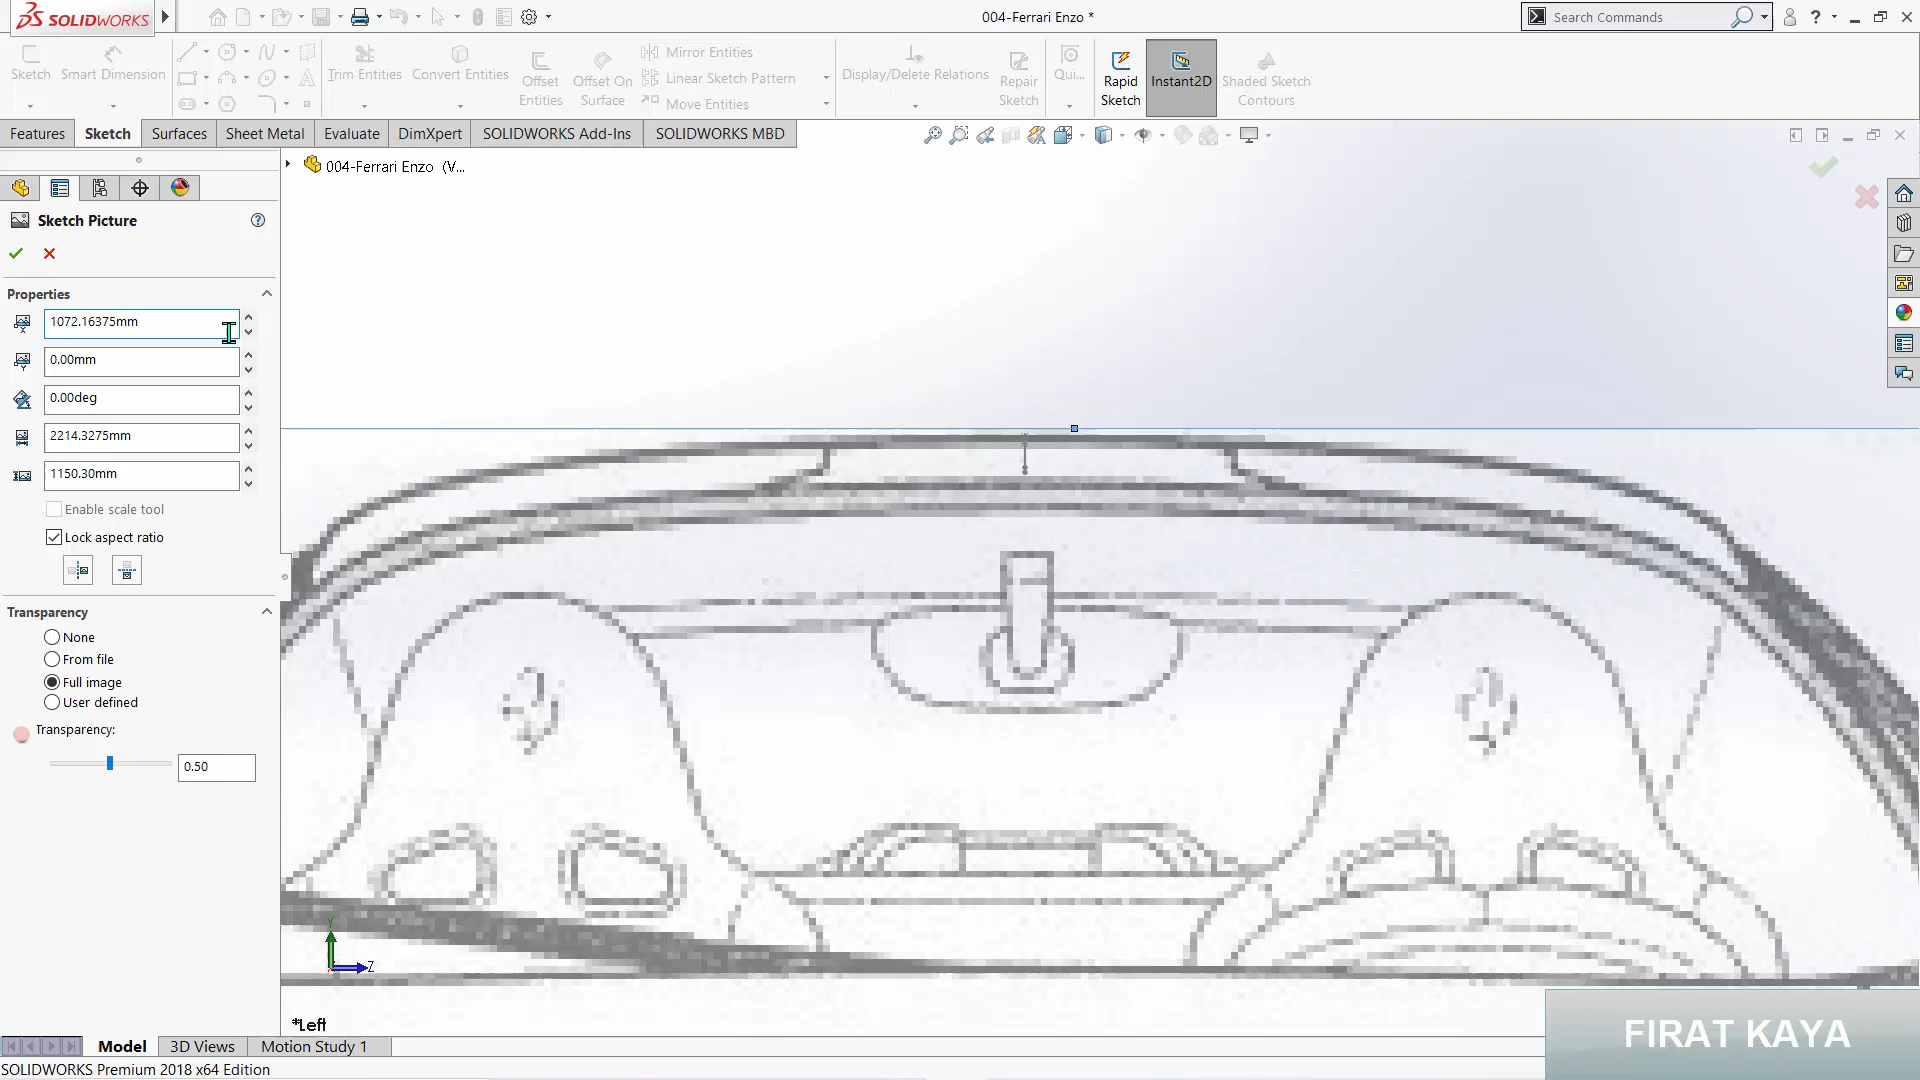 SOLIDWORKS
004-Ferrari Enzo *
Search Commands
Sketch
Smart Dimension
Trim Entities
Convert Entities
Offset Entities
Offset On Surface
Mirror Entities
Linear Sketch Pattern
Move Entities
Display/Delete Relations
Repair Sketch
Qui...
Rapid Sketch
Instant2D
Shaded Sketch Contours
Features
Sketch
Surfaces
Sheet Metal
Evaluate
DimXpert
SOLIDWORKS Add-Ins
SOLIDWORKS MBD
004-Ferrari Enzo (V...
Sketch Picture
Properties
1072.16375mm
0.00mm
0.00deg
2214.3275mm
1150.30mm
Enable scale tool
Lock aspect ratio
Transparency
None
From file
Full image
User defined
Transparency:
0.50
Y
Z
*Left
FIRAT KAYA
Model
3D Views
Motion Study 1
SOLIDWORKS Premium 2018 x64 Edition